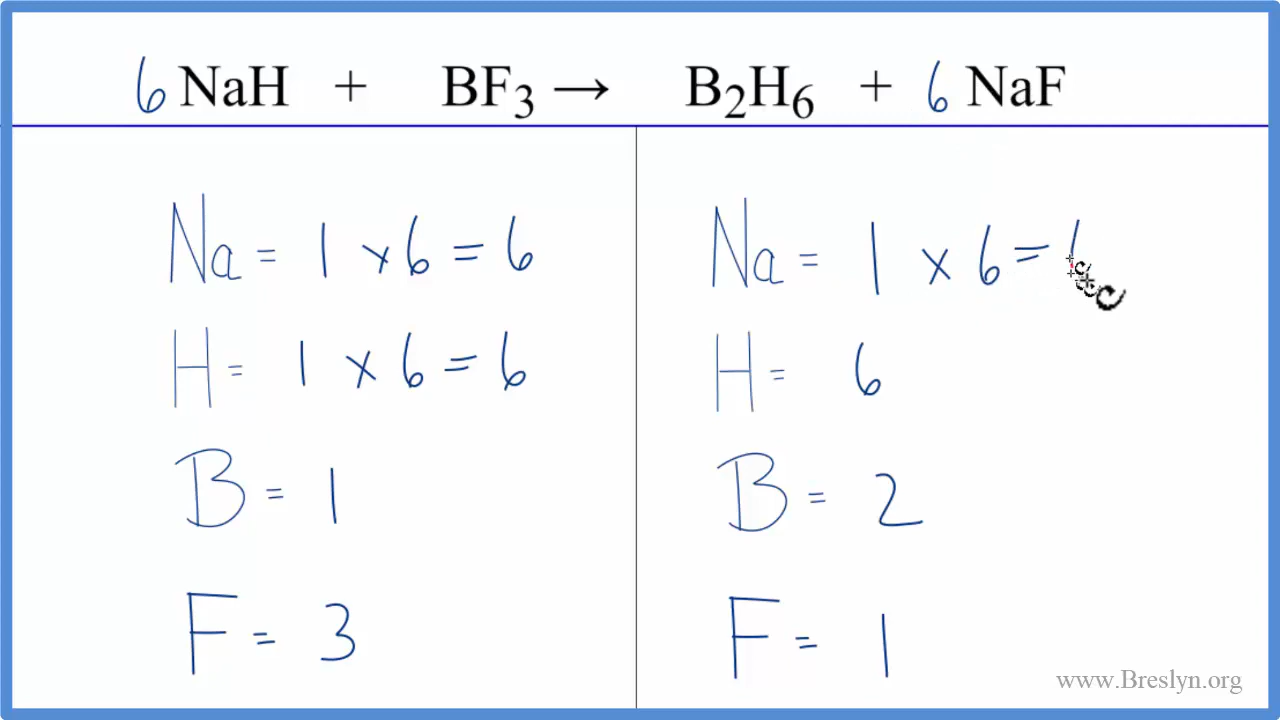 6 NaH + BF3 → B2H6 + 6 NaF
Na = 1 x 6 = 6
H = 1 x 6 = 6
B = 1
F = 3
Na = 1 x 6 = 6
H = 6
B = 2
F = 1
www.Breslyn.org